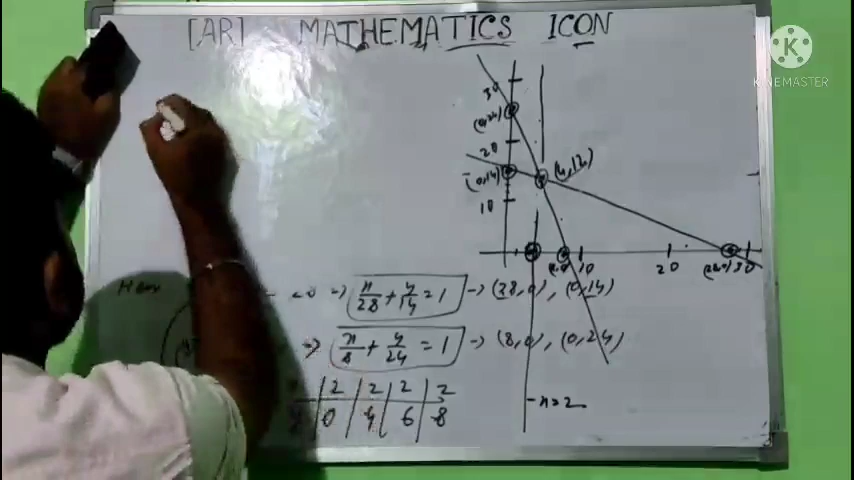 [AR] MATHEMATICS ICON
KINEMASTER
30
(0,24)
20
(0,14)
(4,12)
10
10
20
30
x/28 + y/14 = 1 → (28,0), (0,14)
⇒ x/8 + y/24 = 1 → (8,0), (0,24)
2 | 2 | 2 | 2
0 | 4 | 6 | 8
x=2